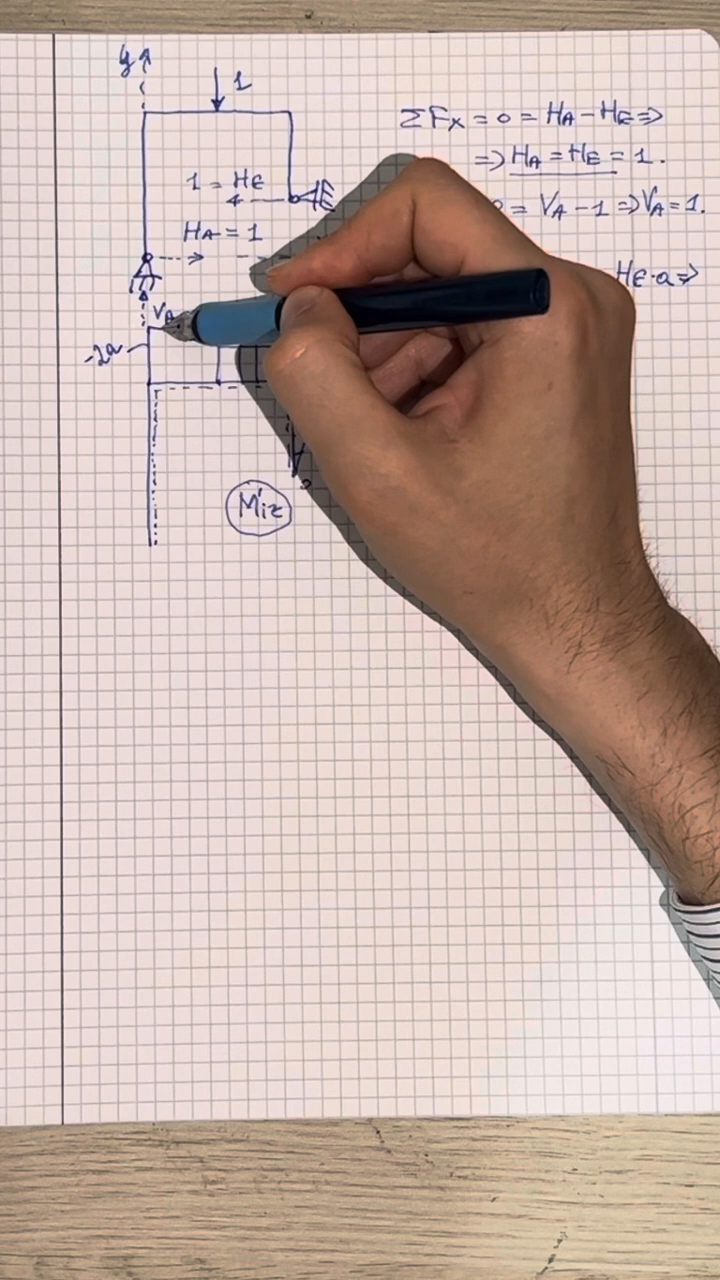 y
1
ΣFx = 0 = HA - HE =>
=> HA = HE = 1.
1 = HE
= VA - 1 => VA = 1.
HA = 1
HE·a =>
VA
-2a
M'iz